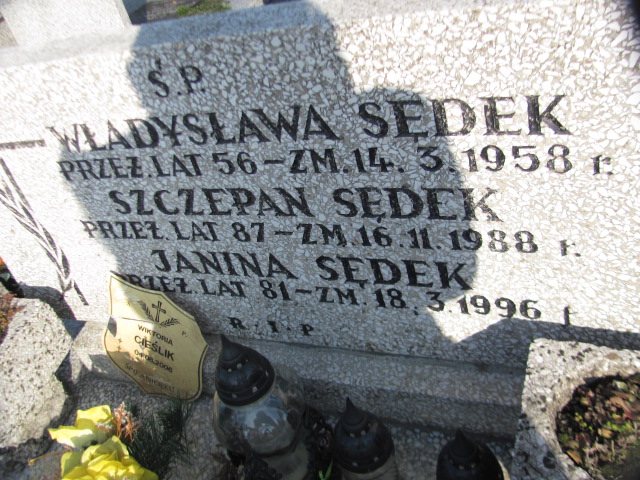 Ś.P.
WŁADYSŁAWA SĘDEK
PRZEŻ. LAT 56 – ZM. 14. 3. 1958 r.
SZCZEPAN SĘDEK
PRZEŻ. LAT 87 – ZM. 16. 11. 1988 r.
JANINA SĘDEK
PRZEŻ. LAT 81 – ZM. 18. 3. 1996 r.
R.I.P
WIKTORIA
CIEŚLIK